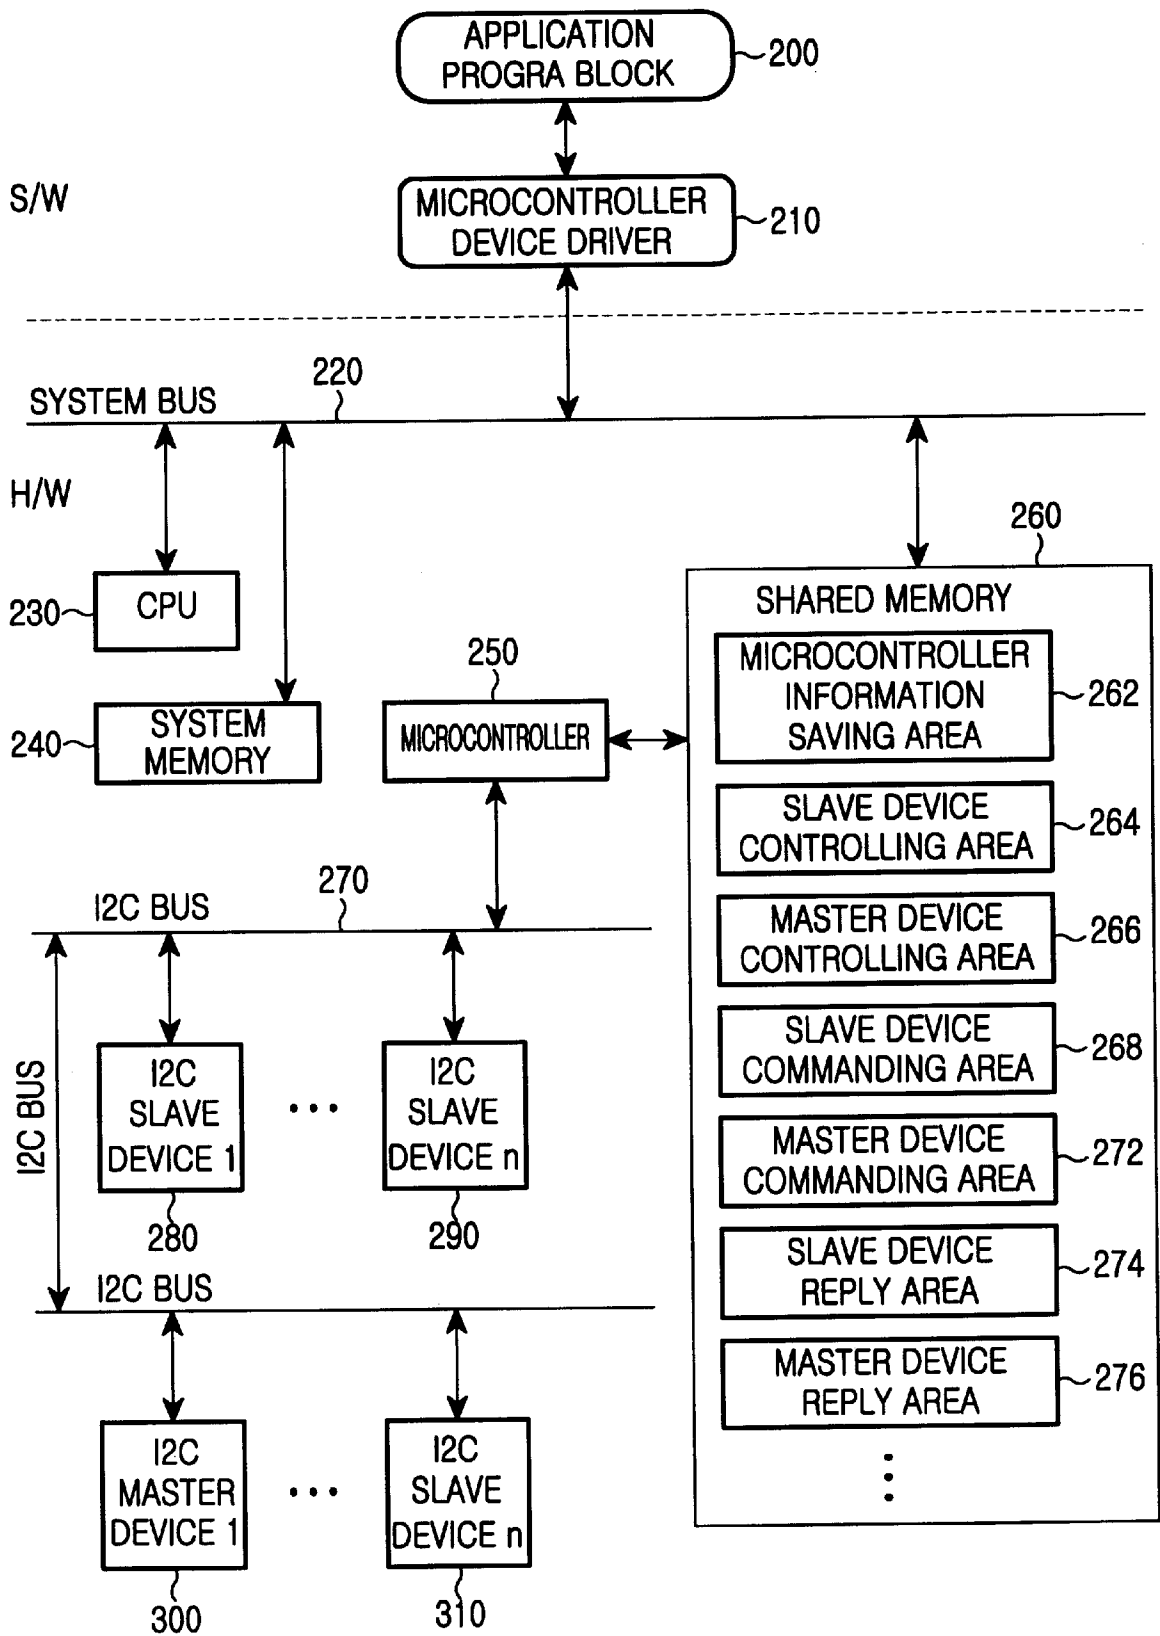 APPLICATION
PROGRA BLOCK
200
S/W
MICROCONTROLLER
DEVICE DRIVER
210
SYSTEM BUS
220
H/W
CPU
230
SYSTEM
MEMORY
240
250
MICROCONTROLLER
260
SHARED MEMORY
MICROCONTROLLER
INFORMATION
SAVING AREA
262
SLAVE DEVICE
CONTROLLING AREA
264
MASTER DEVICE
CONTROLLING AREA
266
SLAVE DEVICE
COMMANDING AREA
268
MASTER DEVICE
COMMANDING AREA
272
SLAVE DEVICE
REPLY AREA
274
MASTER DEVICE
REPLY AREA
276
I2C BUS
270
I2C BUS
I2C
SLAVE
DEVICE 1
280
I2C
SLAVE
DEVICE n
290
I2C BUS
I2C
MASTER
DEVICE 1
300
I2C
SLAVE
DEVICE n
310